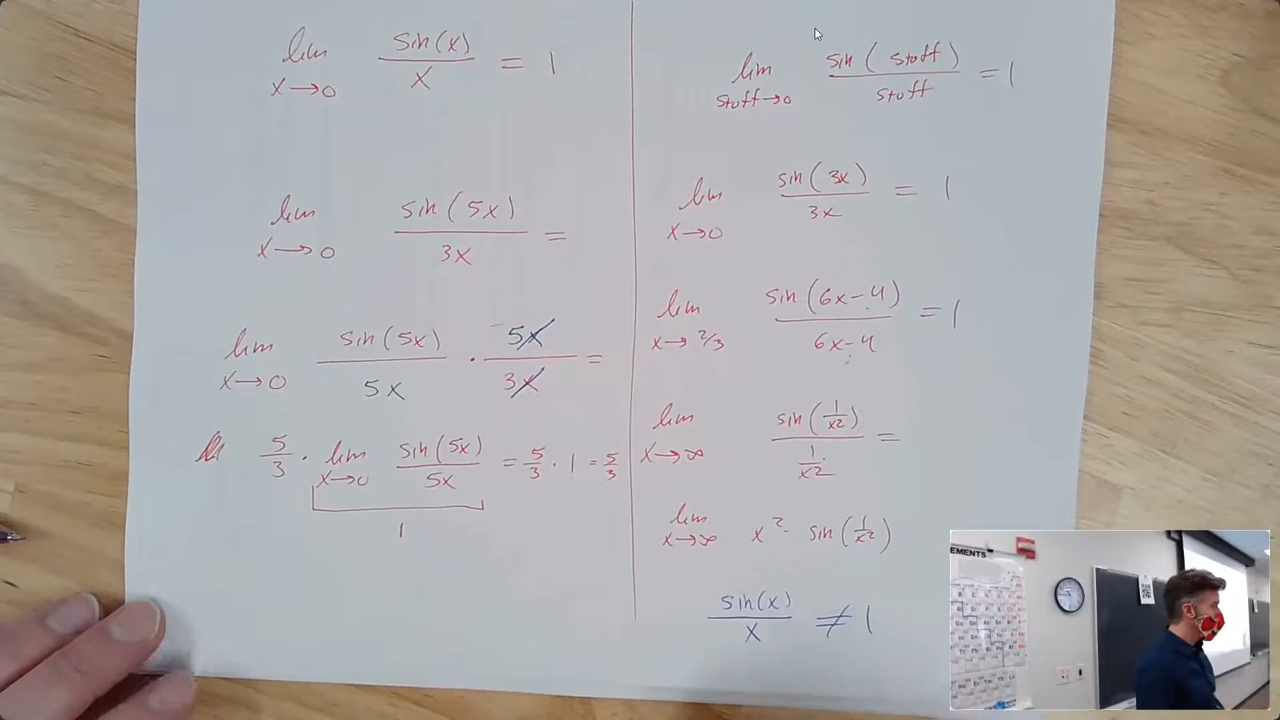 lim x→0 sin(x)/x = 1
lim x→0 sin(5x)/3x =
lim x→0 sin(5x)/5x · 5x/3x =
5/3 · lim x→0 sin(5x)/5x = 5/3 · 1 = 5/3
1
lim stuff→0 sin(stuff)/stuff = 1
lim x→0 sin(3x)/3x = 1
lim x→2/3 sin(6x-4)/6x-4 = 1
lim x→∞ sin(1/x²)/(1/x²) =
lim x→∞ x² · sin(1/x²)
sin(x)/x ≠ 1
EMENTS